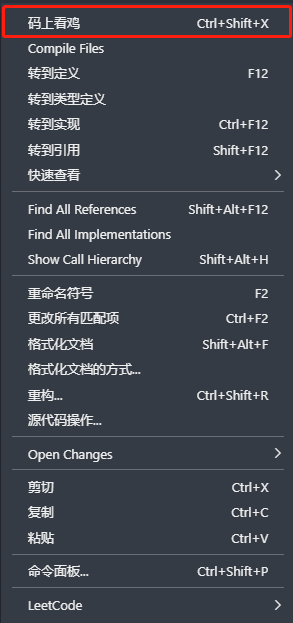 码上看鸡 Ctrl+Shift+X
Compile Files
转到定义 F12
转到类型定义
转到实现 Ctrl+F12
转到引用 Shift+F12
快速查看
Find All References Shift+Alt+F12
Find All Implementations
Show Call Hierarchy Shift+Alt+H
重命名符号 F2
更改所有匹配项 Ctrl+F2
格式化文档 Shift+Alt+F
格式化文档的方式...
重构... Ctrl+Shift+R
源代码操作...
Open Changes
剪切 Ctrl+X
复制 Ctrl+C
粘贴 Ctrl+V
命令面板... Ctrl+Shift+P
LeetCode